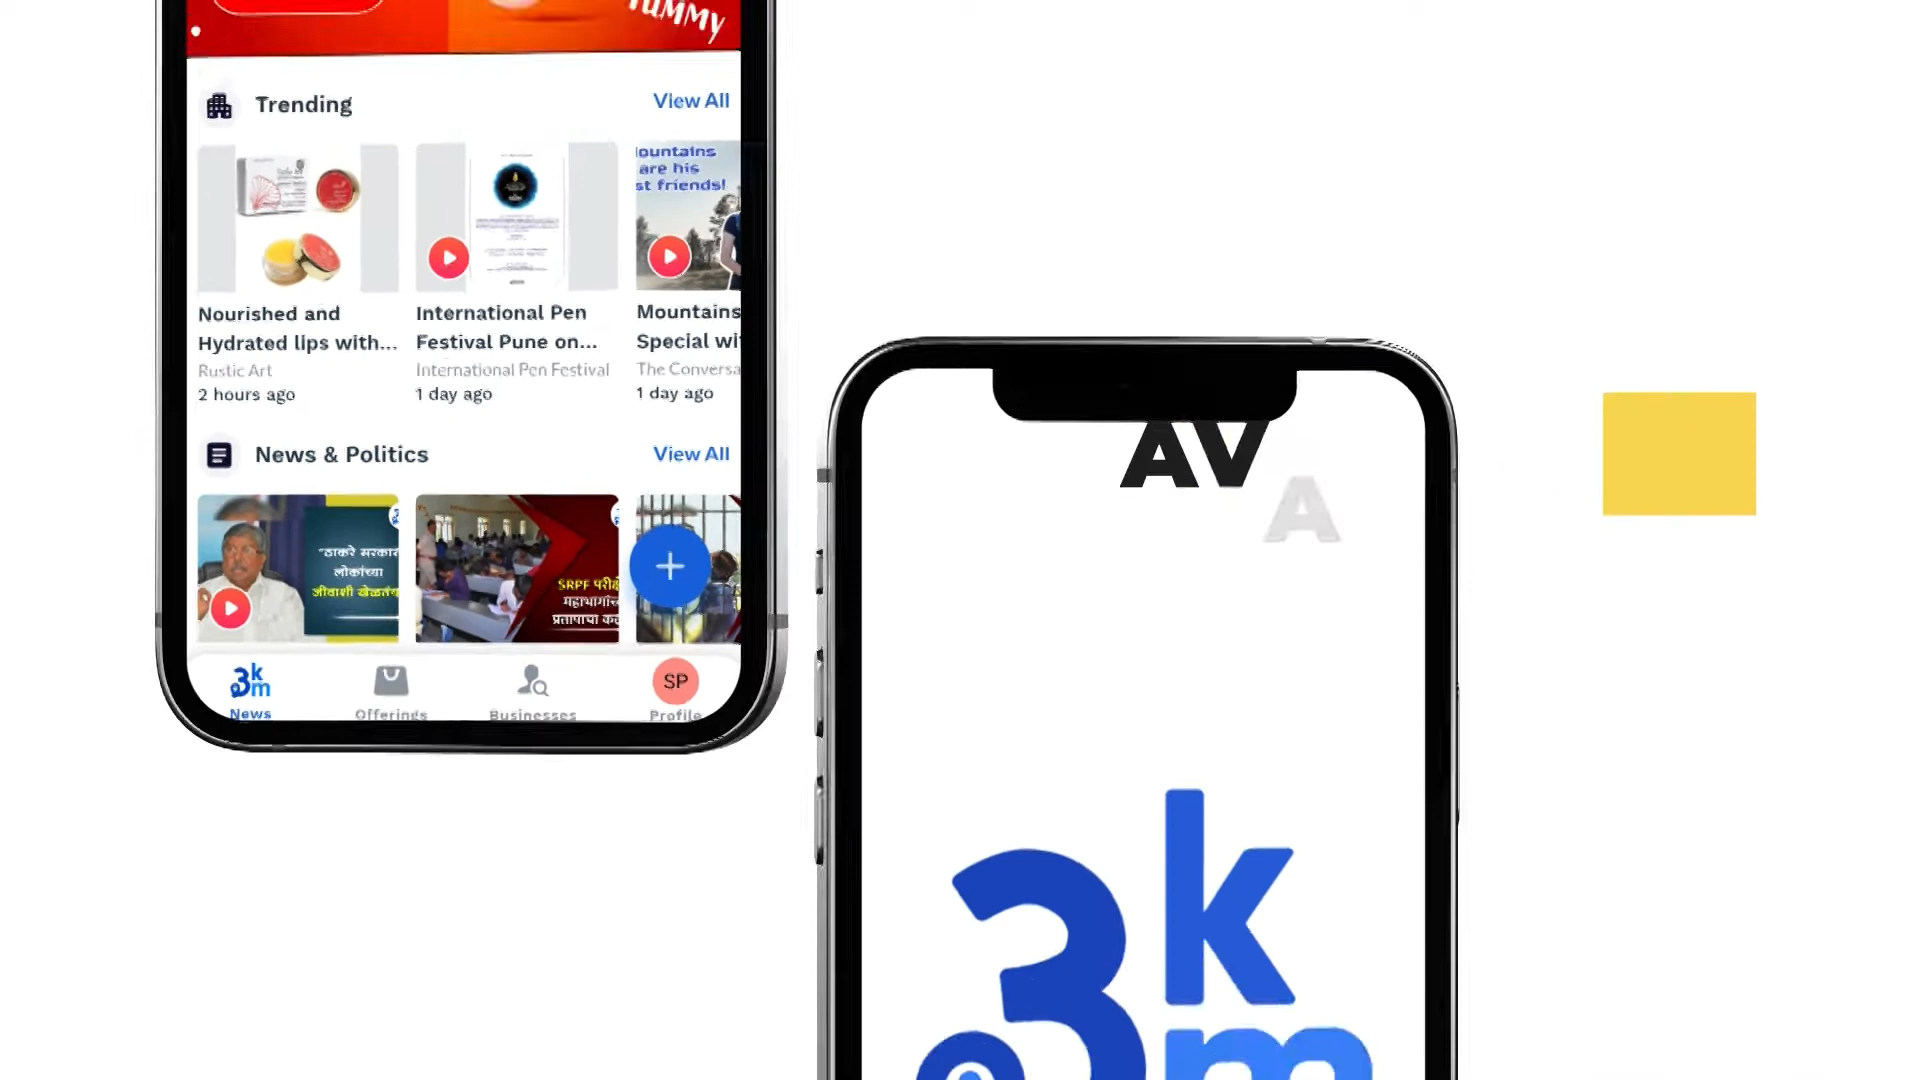 YUMMY
Trending
View All
ountains
are his
st friends!
Nourished and
Hydrated lips with...
Rustic Art
2 hours ago
International Pen
Festival Pune on...
International Pen Festival
1 day ago
Mountains
Special wi
The Conversa
1 day ago
News & Politics
View All
"ठाकरे सरकार
लोकांच्या
जीवाशी खेळतंय
SRPF परीक्षे
महाभागांच
प्रतापाचा
3km
News
Offerings
Businesses
SP
Profile
AV
A
3km